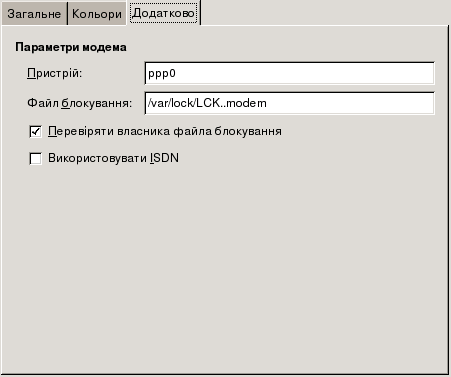 Загальне Кольори Додатково
Параметри модема
Пристрій: ppp0
Файл блокування: /var/lock/LCK..modem
Перевіряти власника файла блокування
Використовувати ISDN